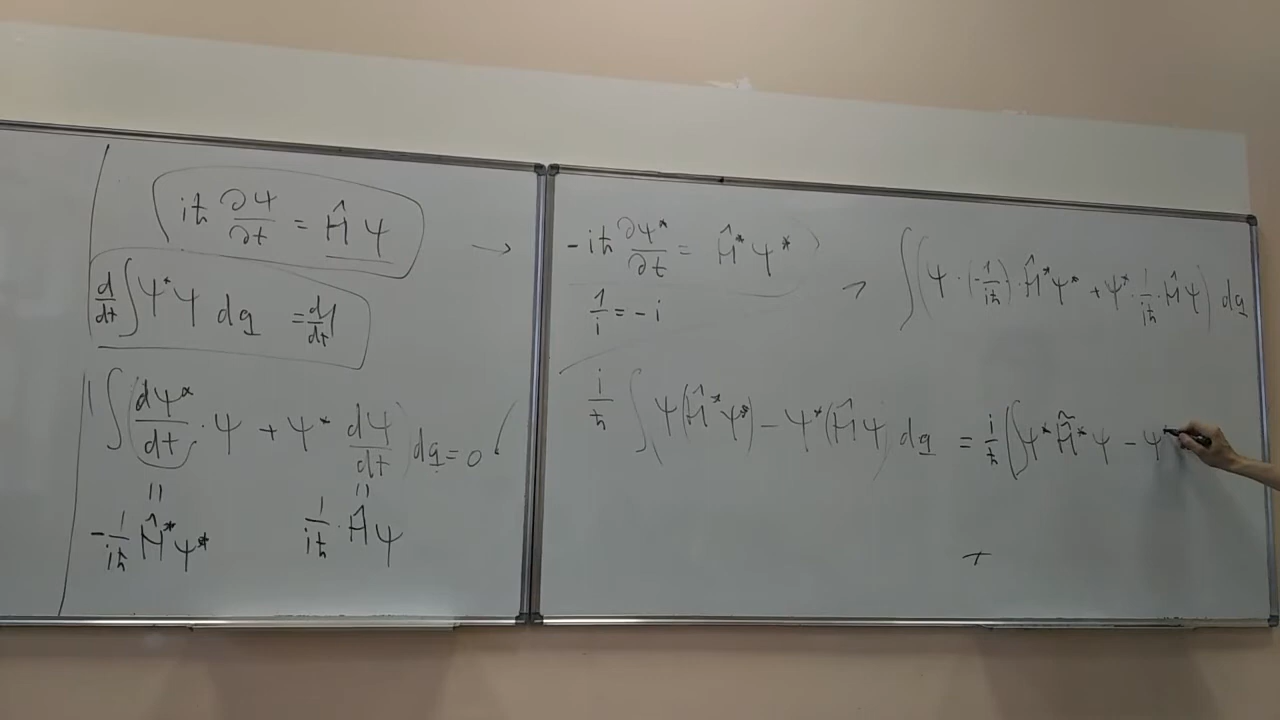 iħ ∂Ψ/∂t = Ĥψ
d/dt ∫ Ψ*Ψ dq = d1/dt
|| ∫ (dψ*/dt · ψ + ψ* dψ/dt) dq = 0
|| ||
-1/iħ Ĥ*ψ* 1/iħ · Ĥψ
→ -iħ ∂ψ*/∂t = Ĥ*ψ*
1/i = -i
∫ (ψ · (-1/iħ) · Ĥ*ψ* + ψ* · 1/iħ · Ĥψ) dq
i/ħ ∫ ψ(Ĥ*ψ*) - ψ*(Ĥψ) dq = i/ħ (∫ ψ* H̃̂* ψ - ψ*